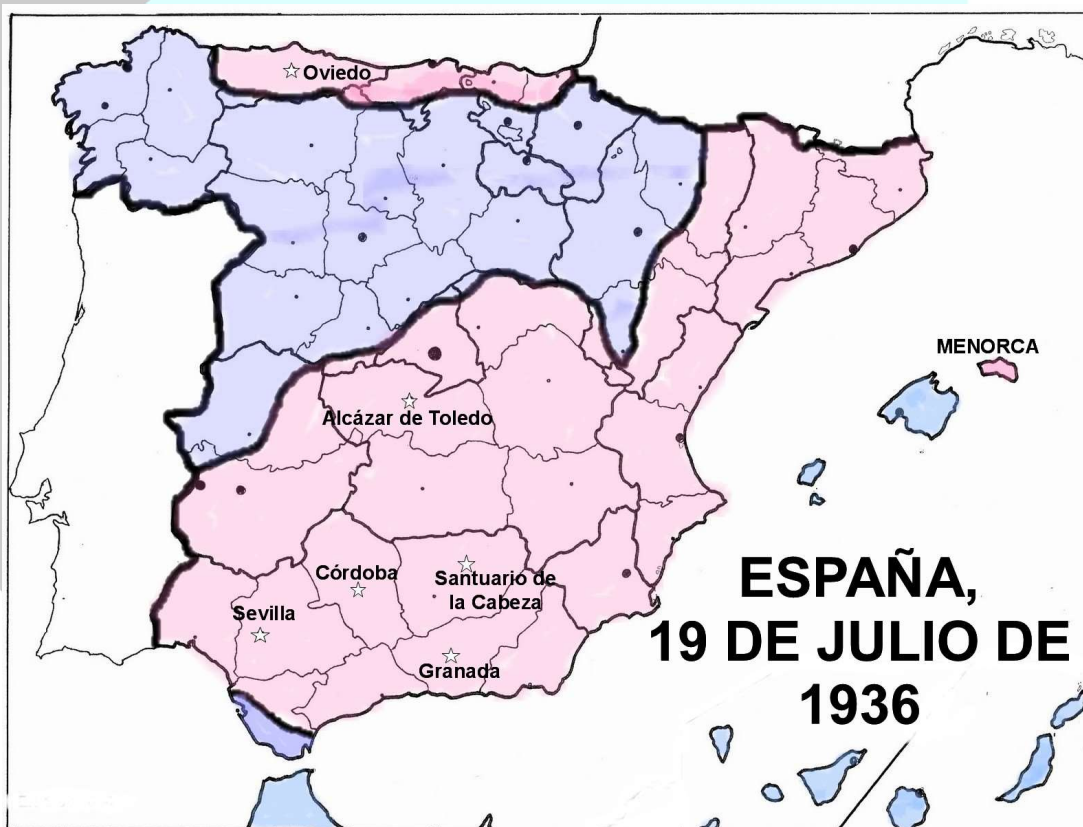 Oviedo
MENORCA
Alcázar de Toledo
Córdoba
Santuario de
la Cabeza
Sevilla
Granada
ESPAÑA,
19 DE JULIO DE
1936